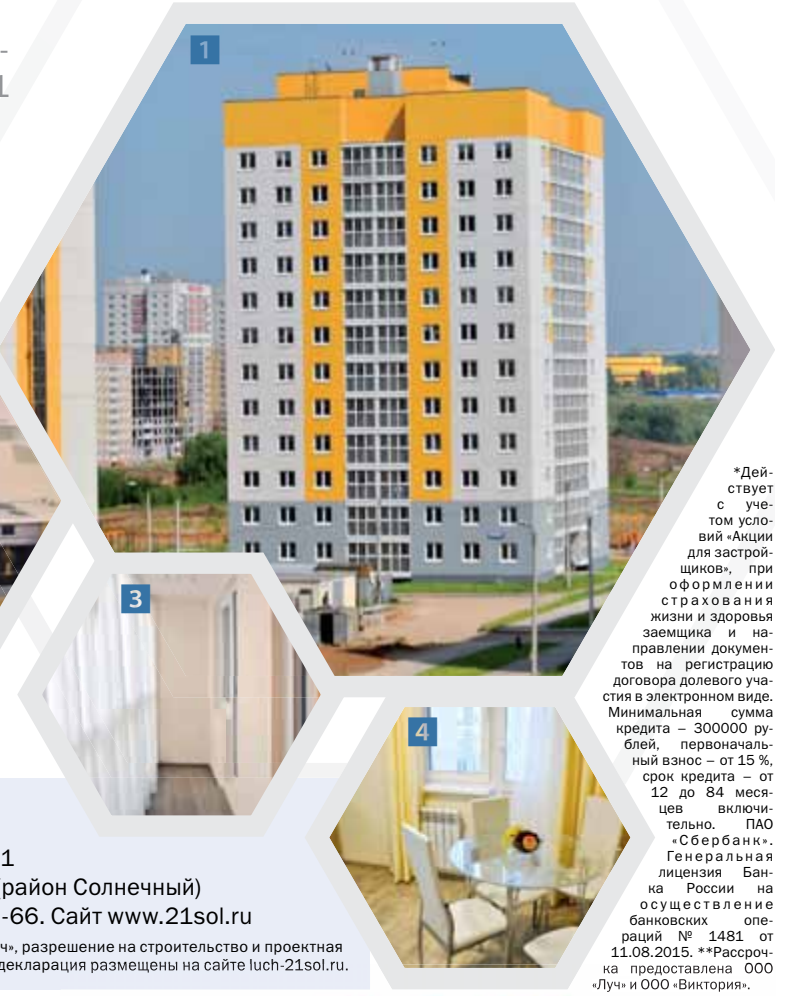 -
1
1
3
4
*Дей-
ствует
с уче-
том усло-
вий «Акции
для застрой-
щиков», при
оформлении
страхования
жизни и здоровья
заемщика и на-
правлении докумен-
тов на регистрацию
договора долевого уча-
стия в электронном виде.
Минимальная сумма
кредита – 300000 ру-
блей, первоначаль-
ный взнос – от 15 %,
срок кредита – от
12 до 84 меся-
цев включи-
тельно. ПАО
«Сбербанк».
Генеральная
лицензия Бан-
ка России на
осуществление
банковских опе-
раций № 1481 от
11.08.2015. **Рассроч-
ка предоставлена ООО
«Луч» и ООО «Виктория».
1
район Солнечный)
-66. Сайт www.21sol.ru
ч», разрешение на строительство и проектная
декларация размещены на сайте luch-21sol.ru.